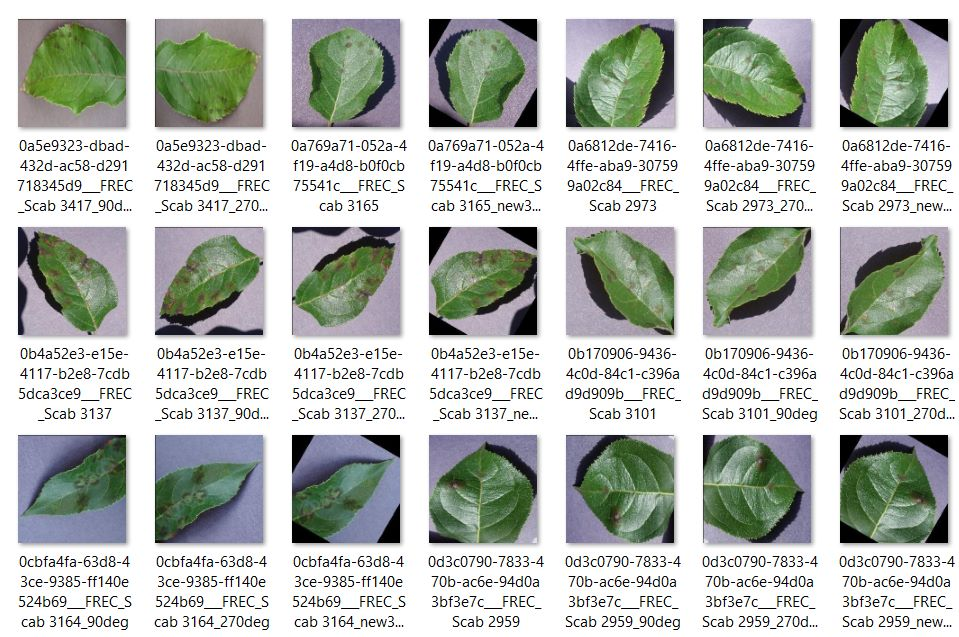 0a5e9323-dbad-
432d-ac58-d291
718345d9___FREC
_Scab 3417_90d...
0a5e9323-dbad-
432d-ac58-d291
718345d9___FREC
_Scab 3417_270...
0a769a71-052a-4
f19-a4d8-b0f0cb
75541c___FREC_S
cab 3165
0a769a71-052a-4
f19-a4d8-b0f0cb
75541c___FREC_S
cab 3165_new3...
0a6812de-7416-
4ffe-aba9-30759
9a02c84___FREC_
Scab 2973
0a6812de-7416-
4ffe-aba9-30759
9a02c84___FREC_
Scab 2973_270...
0a6812de-7416-
4ffe-aba9-30759
9a02c84___FREC_
Scab 2973_new...
0b4a52e3-e15e-
4117-b2e8-7cdb
5dca3ce9___FREC
_Scab 3137
0b4a52e3-e15e-
4117-b2e8-7cdb
5dca3ce9___FREC
_Scab 3137_90d...
0b4a52e3-e15e-
4117-b2e8-7cdb
5dca3ce9___FREC
_Scab 3137_270...
0b4a52e3-e15e-
4117-b2e8-7cdb
5dca3ce9___FREC
_Scab 3137_ne...
0b170906-9436-
4c0d-84c1-c396a
d9d909b___FREC_
Scab 3101
0b170906-9436-
4c0d-84c1-c396a
d9d909b___FREC_
Scab 3101_90deg
0b170906-9436-
4c0d-84c1-c396a
d9d909b___FREC_
Scab 3101_270d...
0cbfa4fa-63d8-4
3ce-9385-ff140e
524b69___FREC_S
cab 3164_90deg
0cbfa4fa-63d8-4
3ce-9385-ff140e
524b69___FREC_S
cab 3164_270deg
0cbfa4fa-63d8-4
3ce-9385-ff140e
524b69___FREC_S
cab 3164_new3...
0d3c0790-7833-4
70b-ac6e-94d0a
3bf3e7c___FREC_
Scab 2959
0d3c0790-7833-4
70b-ac6e-94d0a
3bf3e7c___FREC_
Scab 2959_90deg
0d3c0790-7833-4
70b-ac6e-94d0a
3bf3e7c___FREC_
Scab 2959_270d...
0d3c0790-7833-4
70b-ac6e-94d0a
3bf3e7c___FREC_
Scab 2959_new...